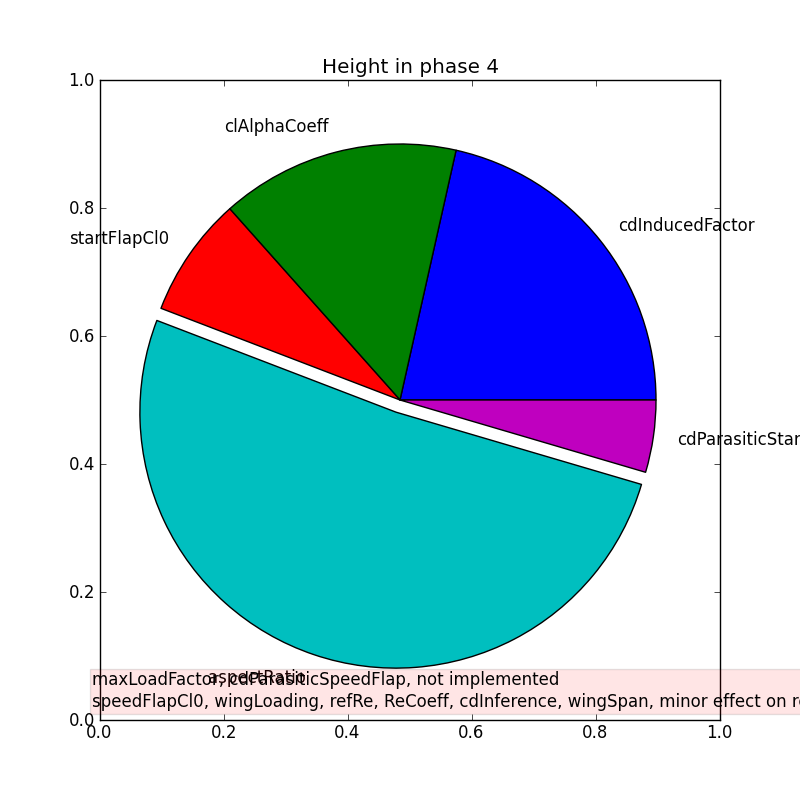 Height in phase 4
1.0
clAlphaCoeff
cdInducedFactor
0.8
startFlapCl0
0.6
0.4
cdParasiticStar
0.2
aspectRatio
maxLoadFactor, cdParasiticSpeedFlap, not implemented
speedFlapCl0, wingLoading, refRe, ReCoeff, cdInference, wingSpan, minor effect on
0.0
0.0 0.2 0.4 0.6 0.8 1.0